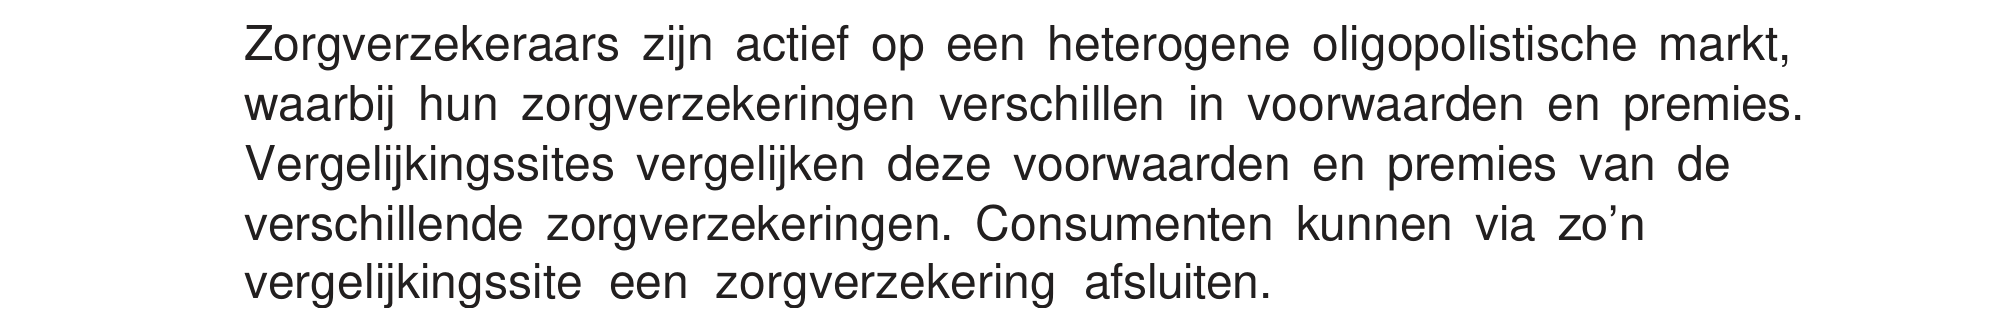 Zorgverzekeraars zijn actief op een heterogene oligopolistische markt,
waarbij hun zorgverzekeringen verschillen in voorwaarden en premies.
Vergelijkingssites vergelijken deze voorwaarden en premies van de
verschillende zorgverzekeringen. Consumenten kunnen via zo’n
vergelijkingssite een zorgverzekering afsluiten.